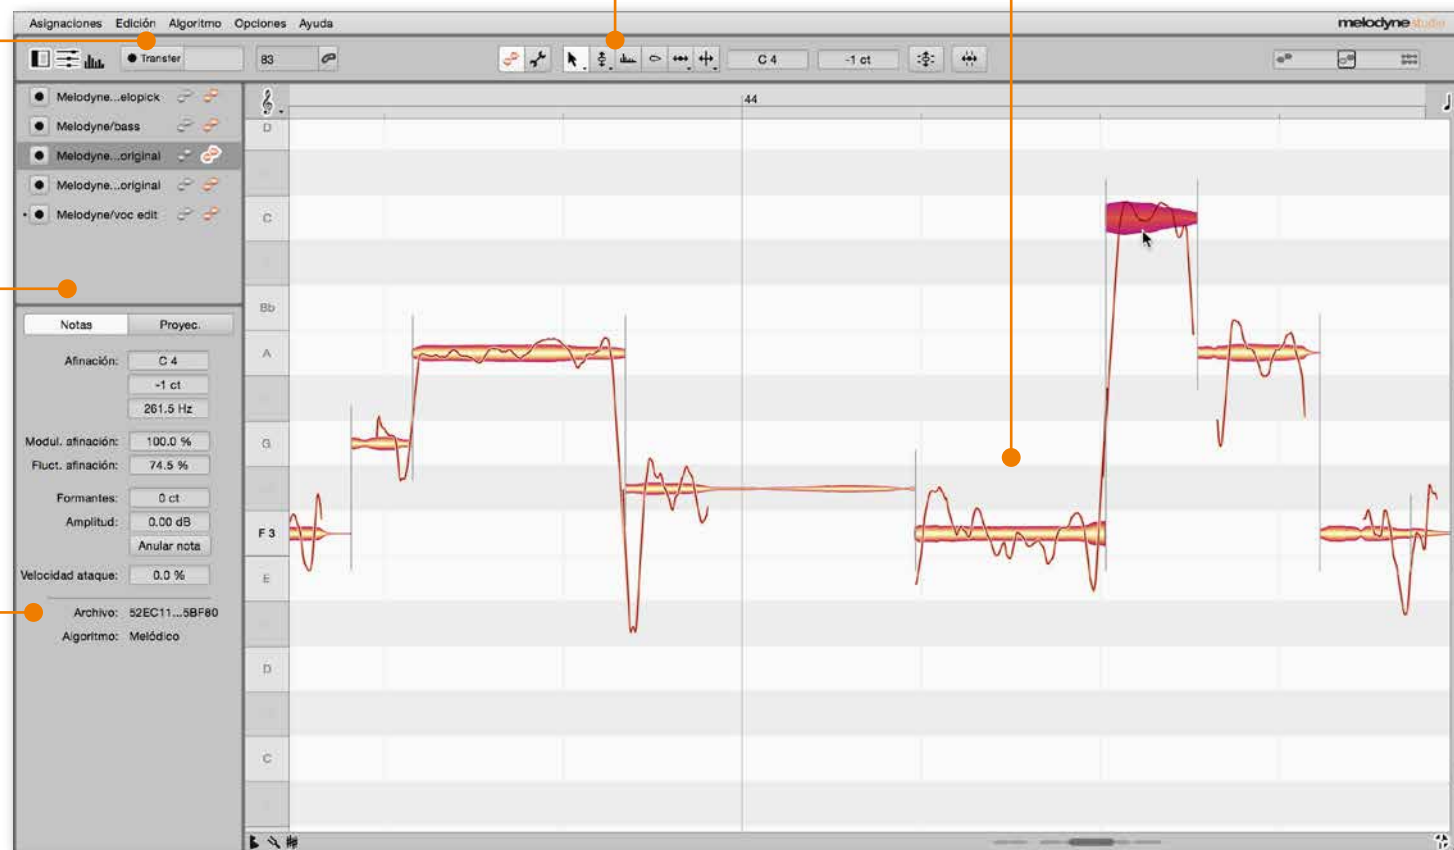 Asignaciones Edición Algoritmo Opciones Ayuda
melodyne studio
Transfer 83 C 4 -1 ct
Melodyne...elopick
Melodyne/bass
Melodyne...original
Melodyne...original
Melodyne/voc edit
44
D
C
Bb
A
G
F 3
E
D
C
Notas Proyec.
Afinación: C 4
-1 ct
261.5 Hz
Modul. afinación: 100.0 %
Fluct. afinación: 74.5 %
Formantes: 0 ct
Amplitud: 0.00 dB
Anular nota
Velocidad ataque: 0.0 %
Archivo: 52EC11...5BF80
Algoritmo: Melódico